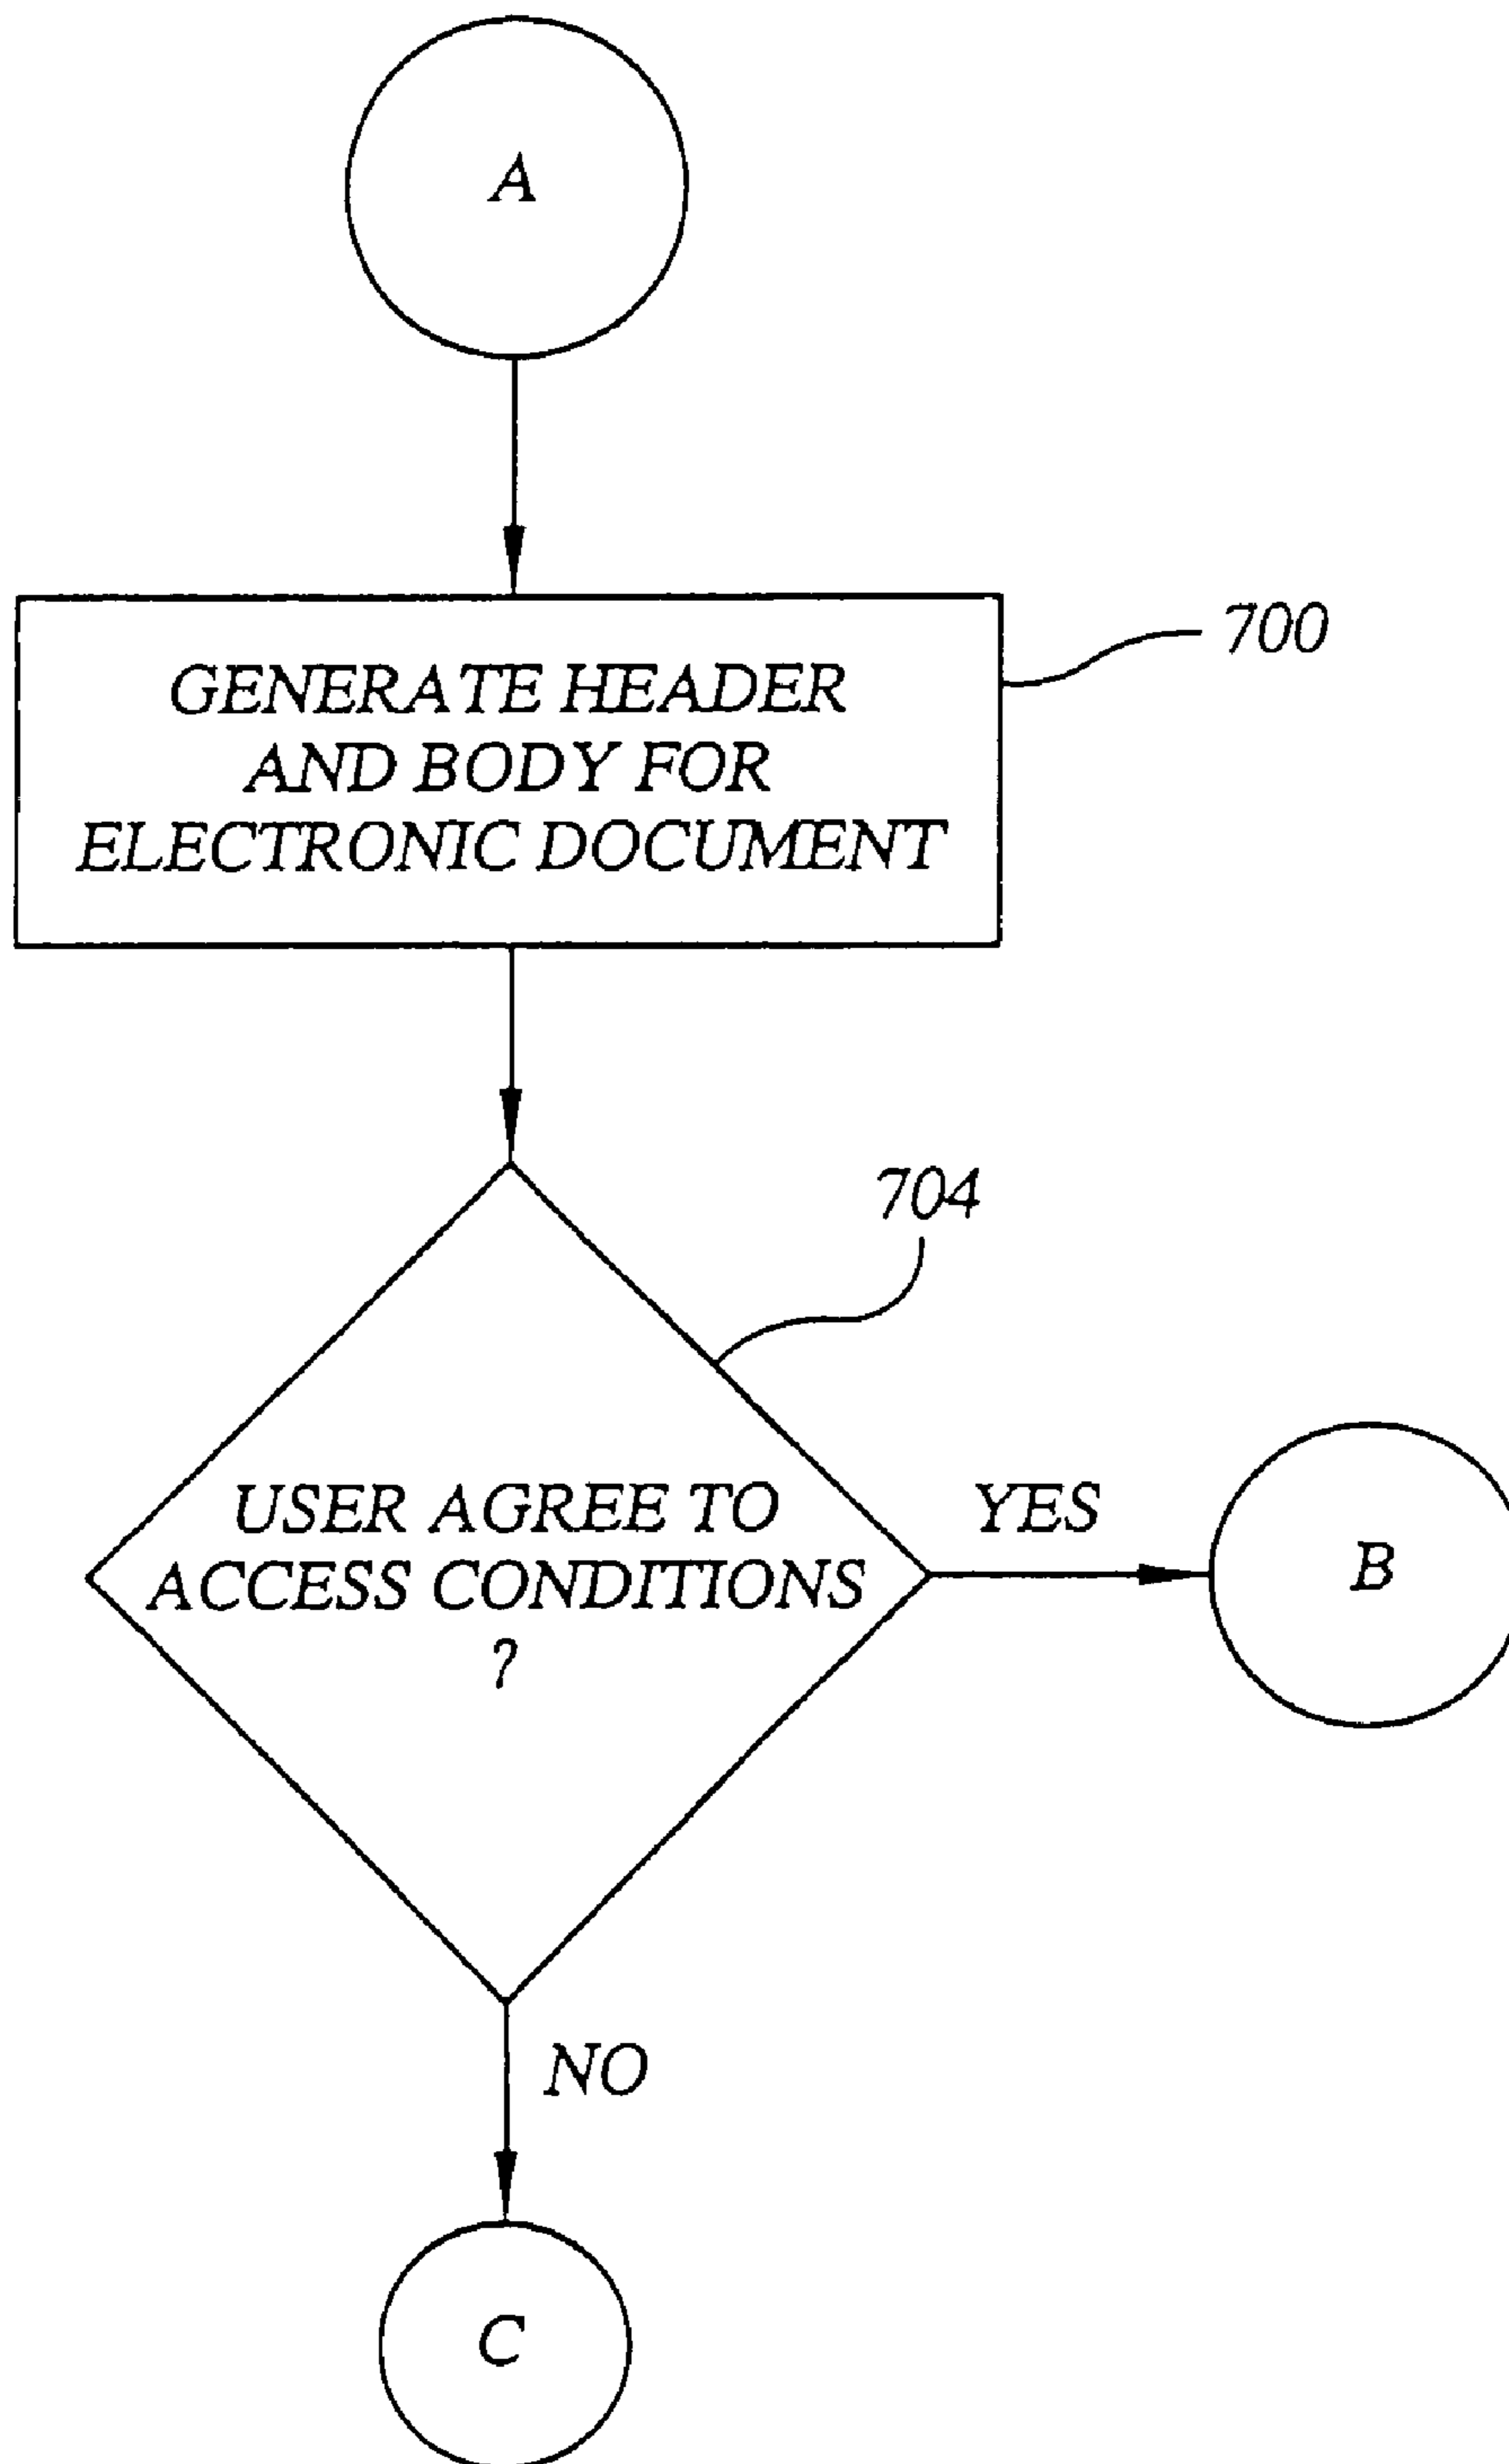 A
GENERATE HEADER
AND BODY FOR
ELECTRONIC DOCUMENT
700
704
USER AGREE TO
ACCESS CONDITIONS
?
YES
B
NO
C